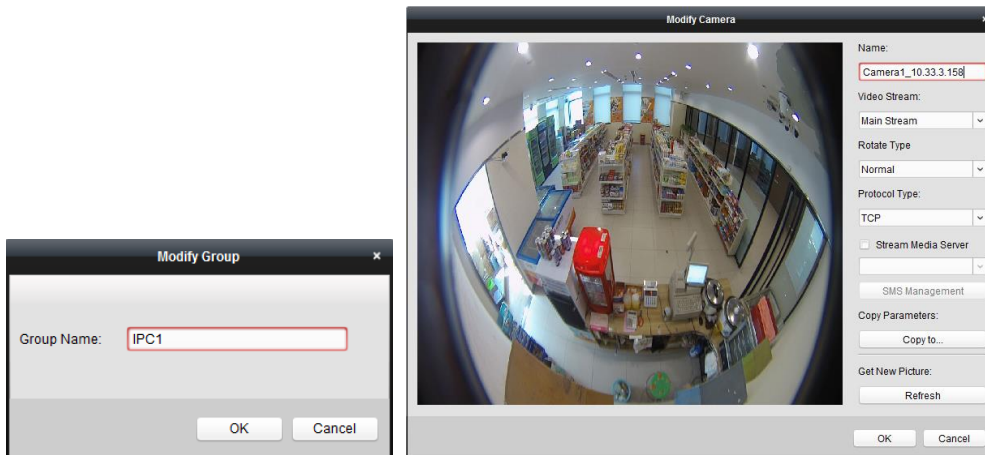 Modify Group
×
Group Name:
IPC1
OK
Cancel
Modify Camera
×
Name:
Camera1_10.33.3.158
Video Stream:
Main Stream
Rotate Type
Normal
Protocol Type:
TCP
Stream Media Server
SMS Management
Copy Parameters:
Copy to...
Get New Picture:
Refresh
OK
Cancel